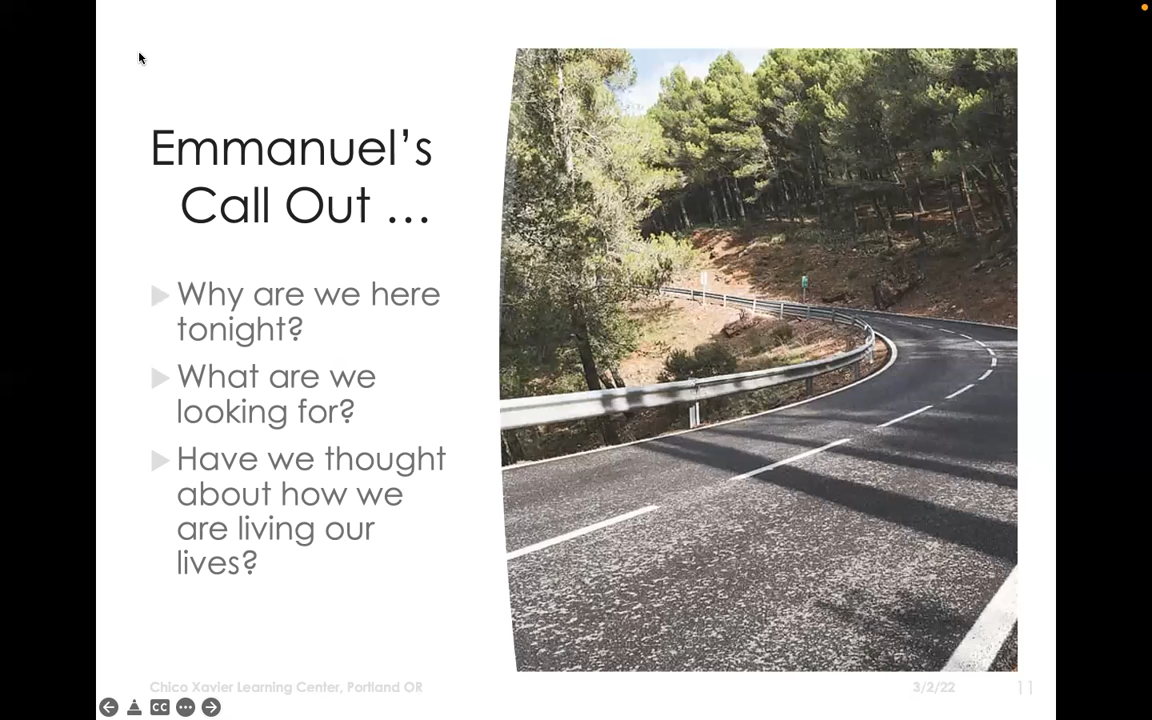 Emmanuel's
Call Out ...
Why are we here
tonight?
What are we
looking for?
Have we thought
about how we
are living our
lives?
Chico Xavier Learning Center, Portland OR
3/2/22
11
CC